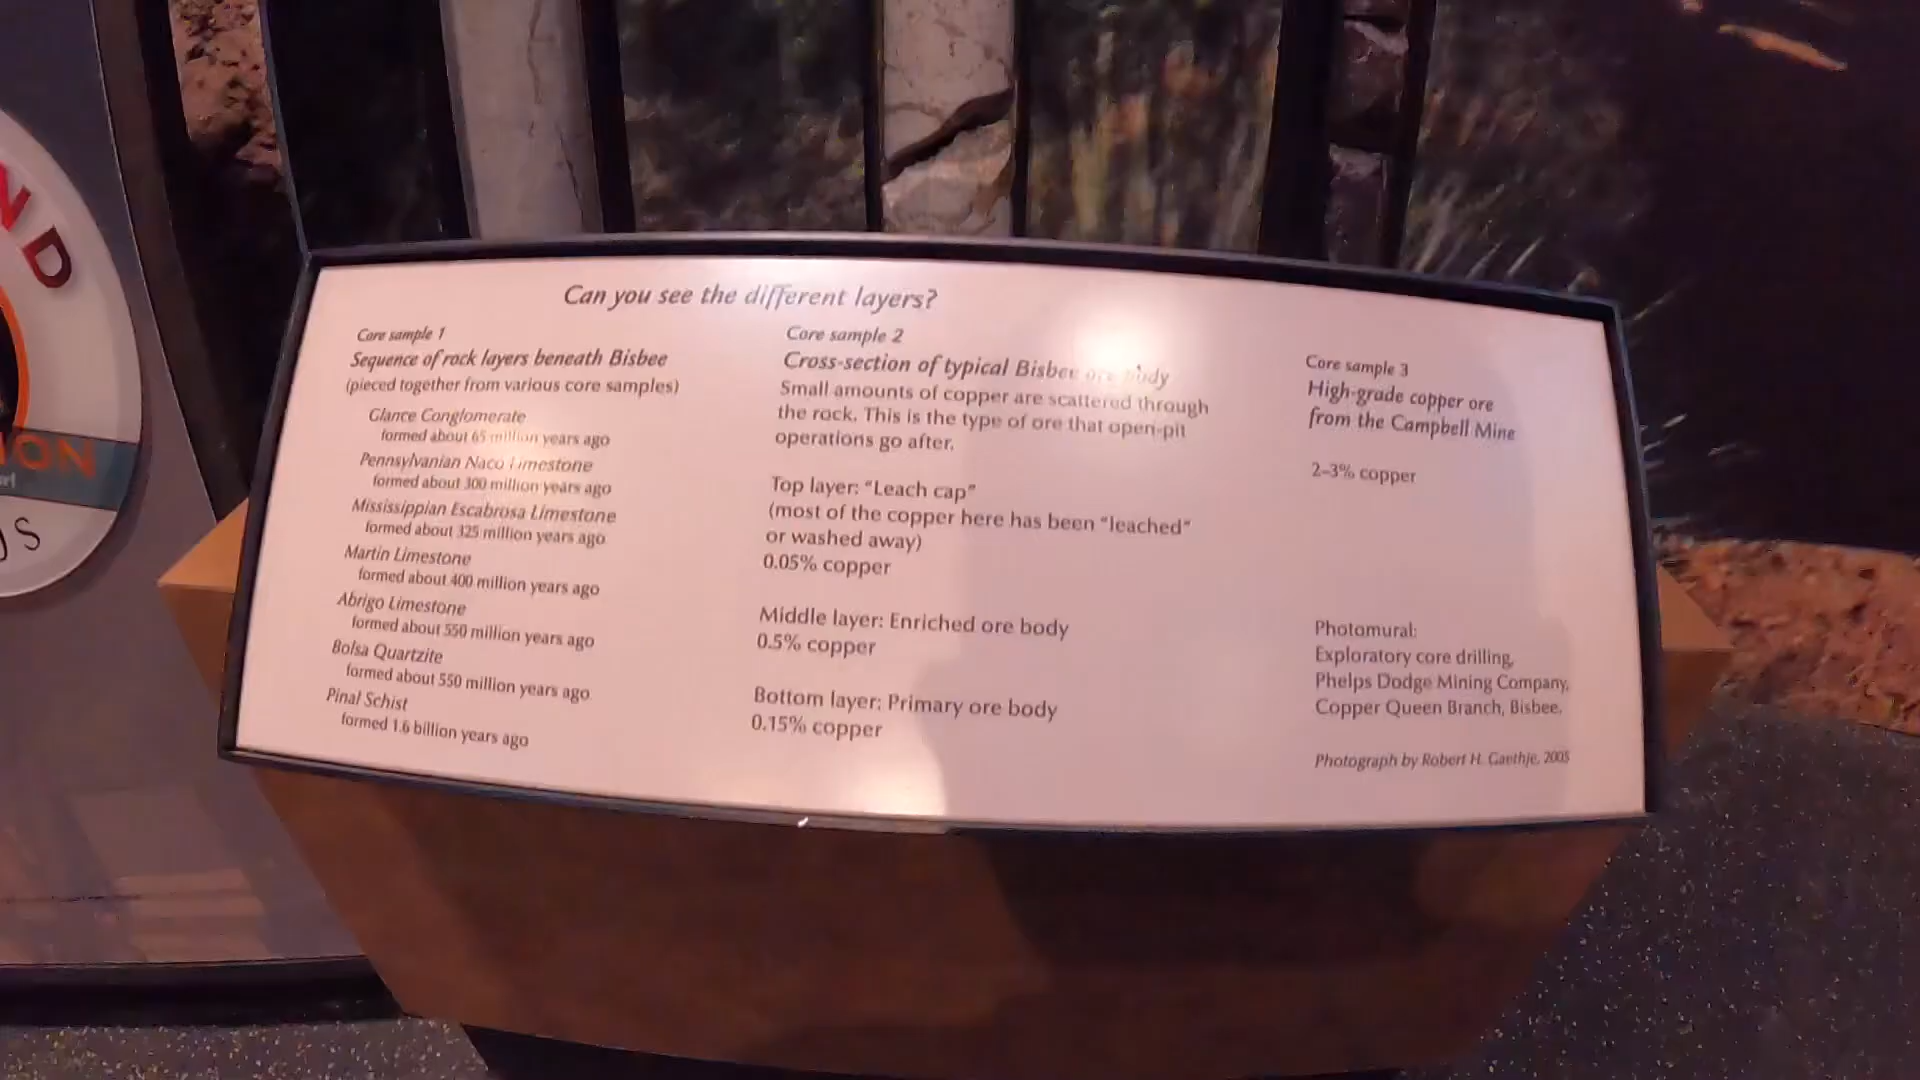 Can you see the different layers?
Core sample 1
Sequence of rock layers beneath Bisbee
(pieced together from various core samples)
Glance Conglomerate
formed about 65 million years ago
Pennsylvanian Naco Limestone
formed about 300 million years ago
Mississippian Escabrosa Limestone
formed about 325 million years ago
Martin Limestone
formed about 400 million years ago
Abrigo Limestone
formed about 550 million years ago
Bolsa Quartzite
formed about 550 million years ago
Pinal Schist
formed 1.6 billion years ago
Core sample 2
Cross-section of typical Bisbee ore body
Small amounts of copper are scattered through
the rock. This is the type of ore that open-pit
operations go after.
Top layer: “Leach cap”
(most of the copper here has been “leached”
or washed away)
0.05% copper
Middle layer: Enriched ore body
0.5% copper
Bottom layer: Primary ore body
0.15% copper
Core sample 3
High-grade copper ore
from the Campbell Mine
2–3% copper
Photomural:
Exploratory core drilling,
Phelps Dodge Mining Company,
Copper Queen Branch, Bisbee.
Photograph by Robert H. Gaethje, 2005